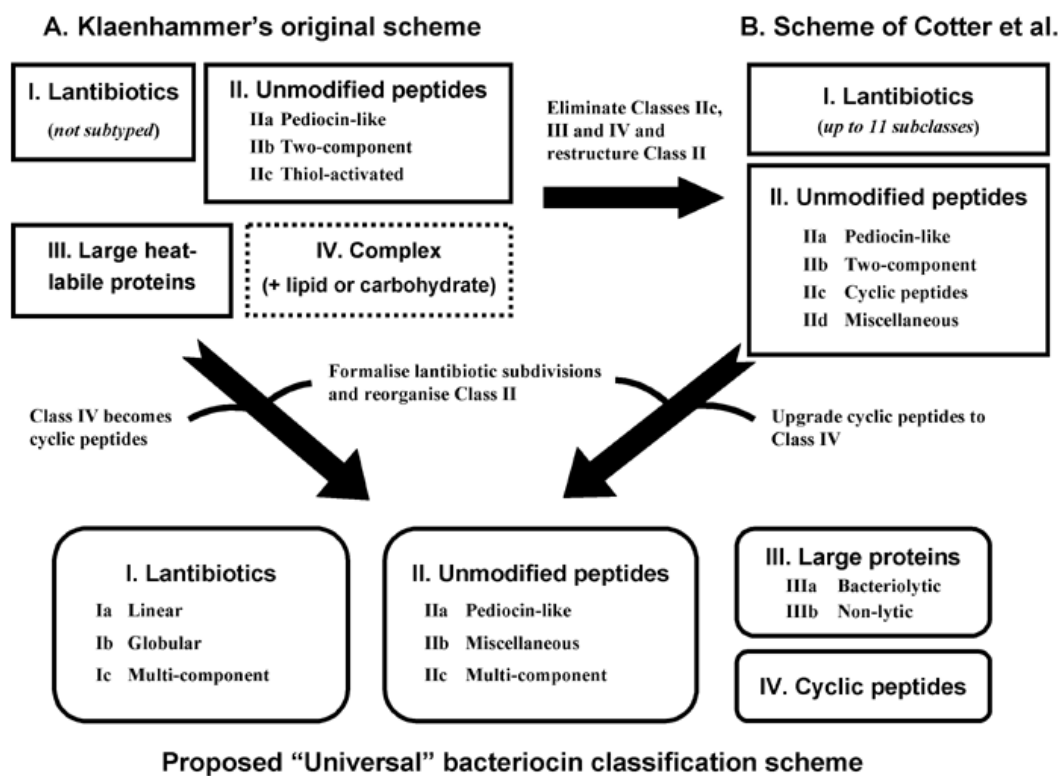 A. Klaenhammer's original scheme
I. Lantibiotics
(not subtyped)
II. Unmodified peptides
IIa Pediocin-like
IIb Two-component
IIc Thiol-activated
III. Large heat-
labile proteins
IV. Complex
(+ lipid or carbohydrate)
Eliminate Classes IIc,
III and IV and
restructure Class II
B. Scheme of Cotter et al.
I. Lantibiotics
(up to 11 subclasses)
II. Unmodified peptides
IIa Pediocin-like
IIb Two-component
IIc Cyclic peptides
IId Miscellaneous
Class IV becomes
cyclic peptides
Formalise lantibiotic subdivisions
and reorganise Class II
Upgrade cyclic peptides to
Class IV
I. Lantibiotics
Ia Linear
Ib Globular
Ic Multi-component
II. Unmodified peptides
IIa Pediocin-like
IIb Miscellaneous
IIc Multi-component
III. Large proteins
IIIa Bacteriolytic
IIIb Non-lytic
IV. Cyclic peptides
Proposed “Universal” bacteriocin classification scheme